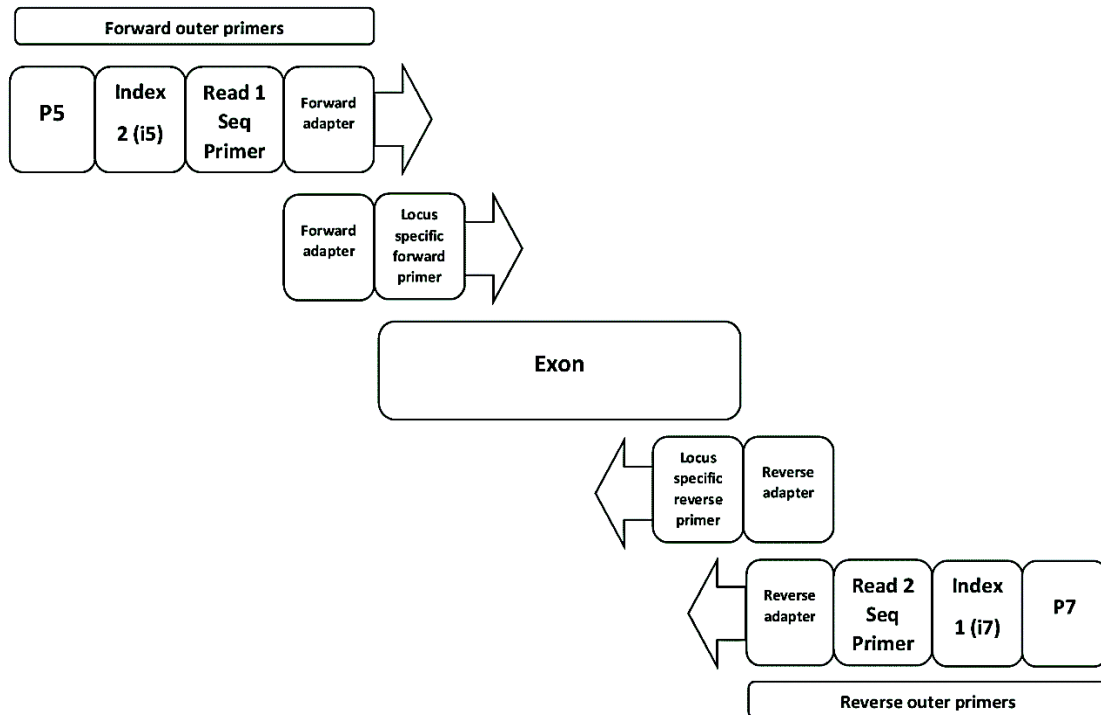 Forward outer primers
P5
Index
2 (i5)
Read 1
Seq
Primer
Forward
adapter
Forward
adapter
Locus
specific
forward
primer
Exon
Locus
specific
reverse
primer
Reverse
adapter
Reverse
adapter
Read 2
Seq
Primer
Index
1 (i7)
P7
Reverse outer primers